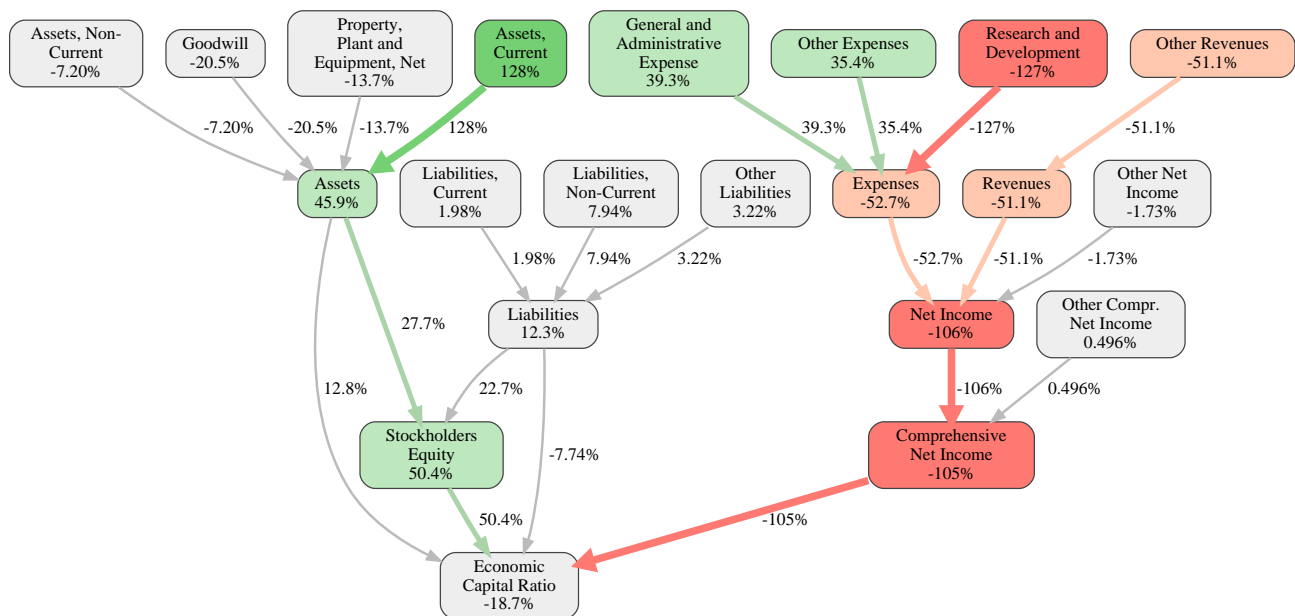 Assets, Non-
Current
-7.20%
Goodwill
-20.5%
Property,
Plant and
Equipment, Net
-13.7%
Assets,
Current
128%
General and
Administrative
Expense
39.3%
Other Expenses
35.4%
Research and
Development
-127%
Other Revenues
-51.1%
-7.20%
-20.5%
-13.7%
128%
39.3%
35.4%
-127%
-51.1%
Assets
45.9%
Liabilities,
Current
1.98%
Liabilities,
Non-Current
7.94%
Other
Liabilities
3.22%
Expenses
-52.7%
Revenues
-51.1%
Other Net
Income
-1.73%
1.98%
7.94%
3.22%
-52.7%
-51.1%
-1.73%
27.7%
Liabilities
12.3%
Net Income
-106%
Other Compr.
Net Income
0.496%
12.8%
22.7%
-106%
0.496%
Stockholders
Equity
50.4%
-7.74%
Comprehensive
Net Income
-105%
50.4%
-105%
Economic
Capital Ratio
-18.7%